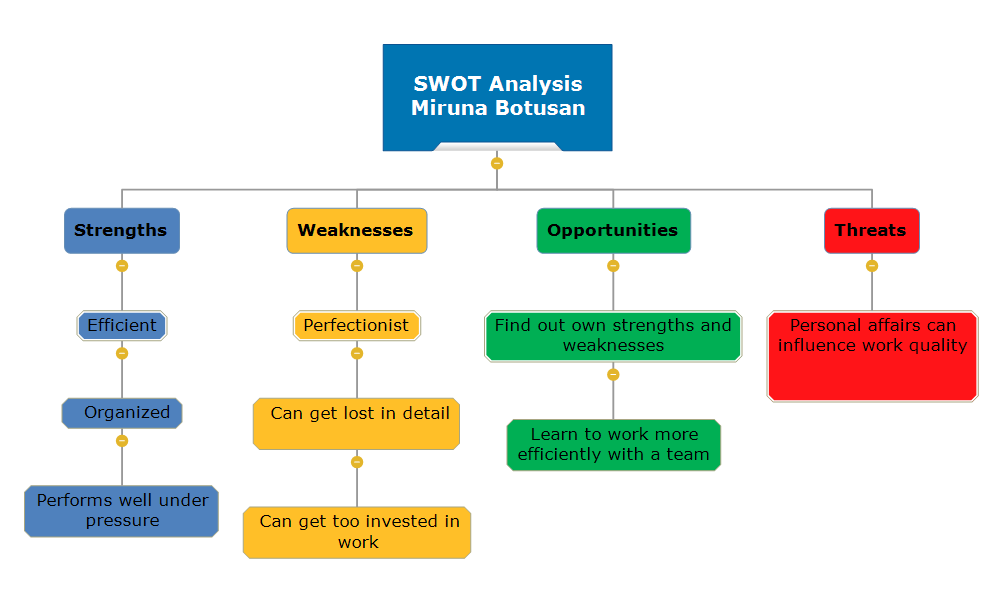 SWOT Analysis
Miruna Botusan
Strengths
Weaknesses
Opportunities
Threats
Efficient
Organized
Performs well under
pressure
Perfectionist
Can get lost in detail
Can get too invested in
work
Find out own strengths and
weaknesses
Learn to work more
efficiently with a team
Personal affairs can
influence work quality